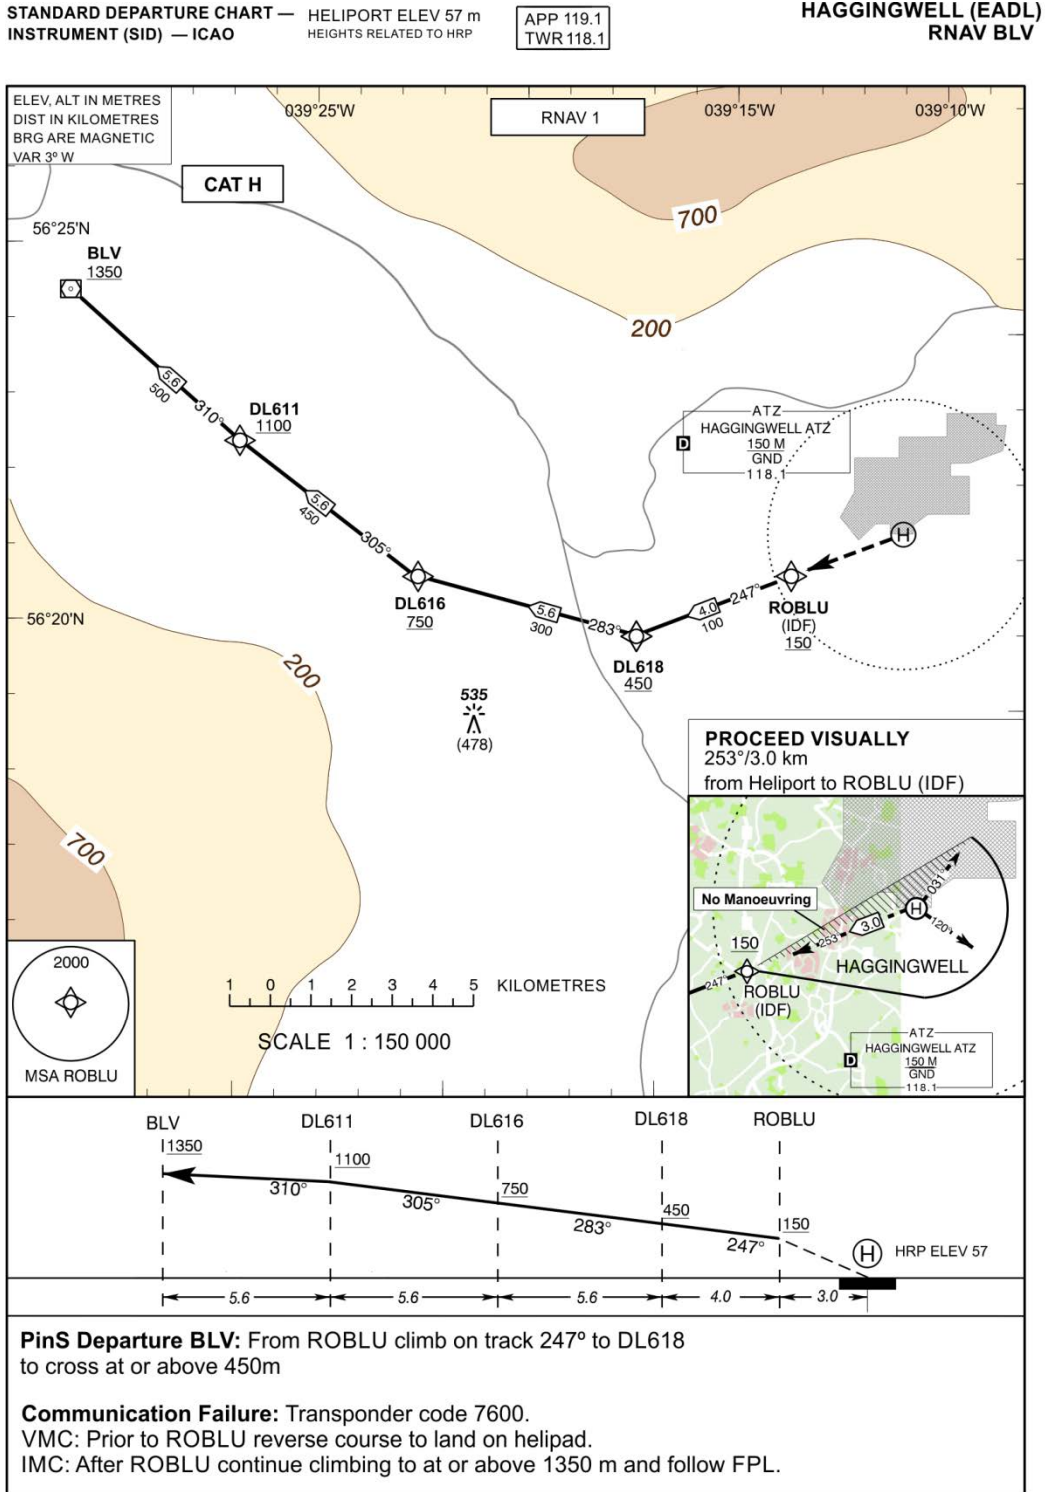 STANDARD DEPARTURE CHART —
INSTRUMENT (SID) — ICAO
HELIPORT ELEV 57 m
HEIGHTS RELATED TO HRP
APP 119.1
TWR 118.1
HAGGINGWELL (EADL)
RNAV BLV
ELEV, ALT IN METRES
DIST IN KILOMETRES
BRG ARE MAGNETIC
VAR 3º W
039°25'W
RNAV 1
039°15'W
039°10'W
CAT H
700
56°25'N
BLV
1350
200
5.6
500
310°
DL611
1100
ATZ
HAGGINGWELL ATZ
150 M
GND
118.1
D
5.6
450
305°
H
DL616
750
5.6
300
283°
4.0
100
247°
ROBLU
(IDF)
150
56°20'N
DL618
450
200
535
(478)
PROCEED VISUALLY
253°/3.0 km
from Heliport to ROBLU (IDF)
700
No Manoeuvring
031°
H
120°
3.0
253
150
HAGGINGWELL
247°
ROBLU
(IDF)
ATZ
HAGGINGWELL ATZ
150 M
GND
118.1
D
2000
MSA ROBLU
1 0 1 2 3 4 5 KILOMETRES
SCALE 1 : 150 000
BLV DL611 DL616 DL618 ROBLU
1350
1100
750
450
150
310°
305°
283°
247°
H HRP ELEV 57
5.6 5.6 5.6 4.0 3.0
PinS Departure BLV: From ROBLU climb on track 247º to DL618
to cross at or above 450m
Communication Failure: Transponder code 7600.
VMC: Prior to ROBLU reverse course to land on helipad.
IMC: After ROBLU continue climbing to at or above 1350 m and follow FPL.